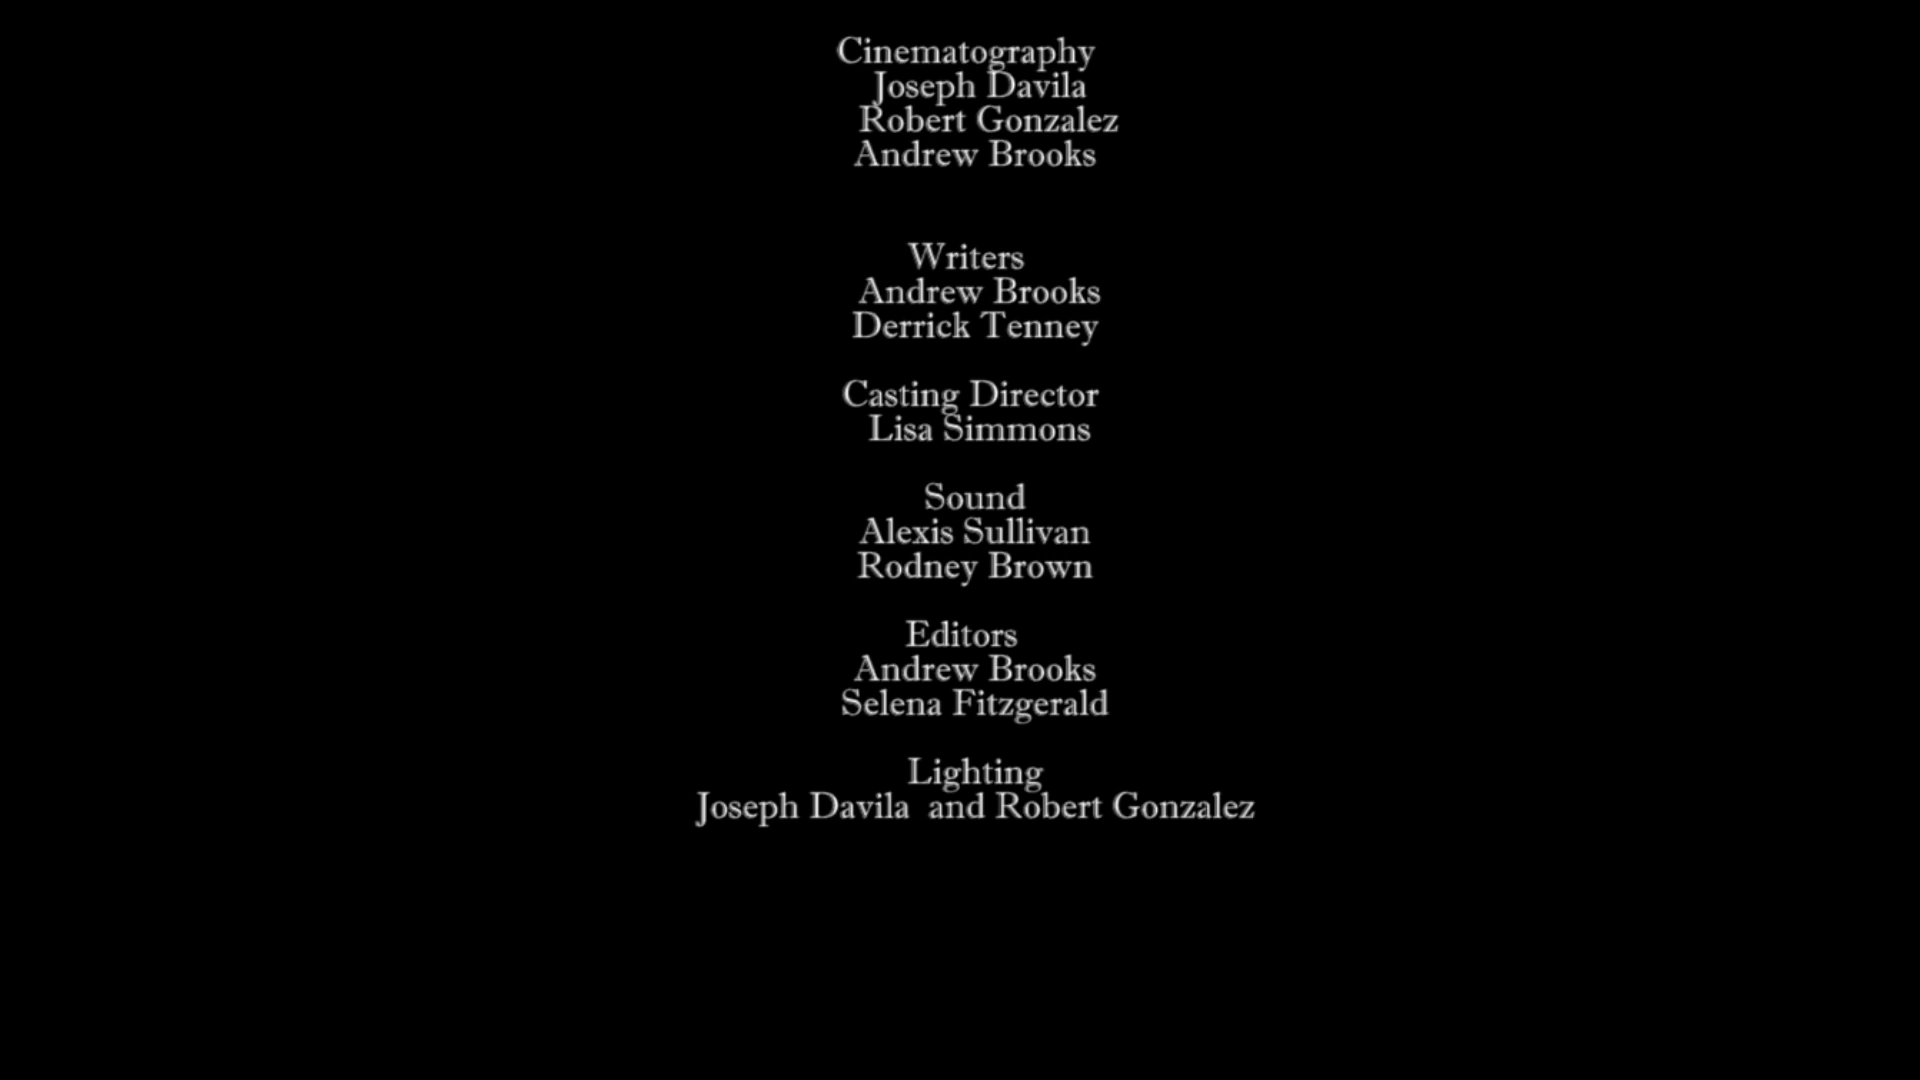 Cinematography
Joseph Davila
Robert Gonzalez
Andrew Brooks
Writers
Andrew Brooks
Derrick Tenney
Casting Director
Lisa Simmons
Sound
Alexis Sullivan
Rodney Brown
Editors
Andrew Brooks
Selena Fitzgerald
Lighting
Joseph Davila  and Robert Gonzalez